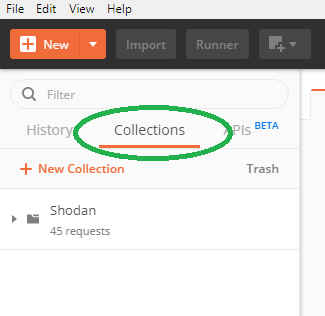 File Edit View Help
New Import Runner
Filter
History Collections APIs BETA
+ New Collection Trash
Shodan
45 requests